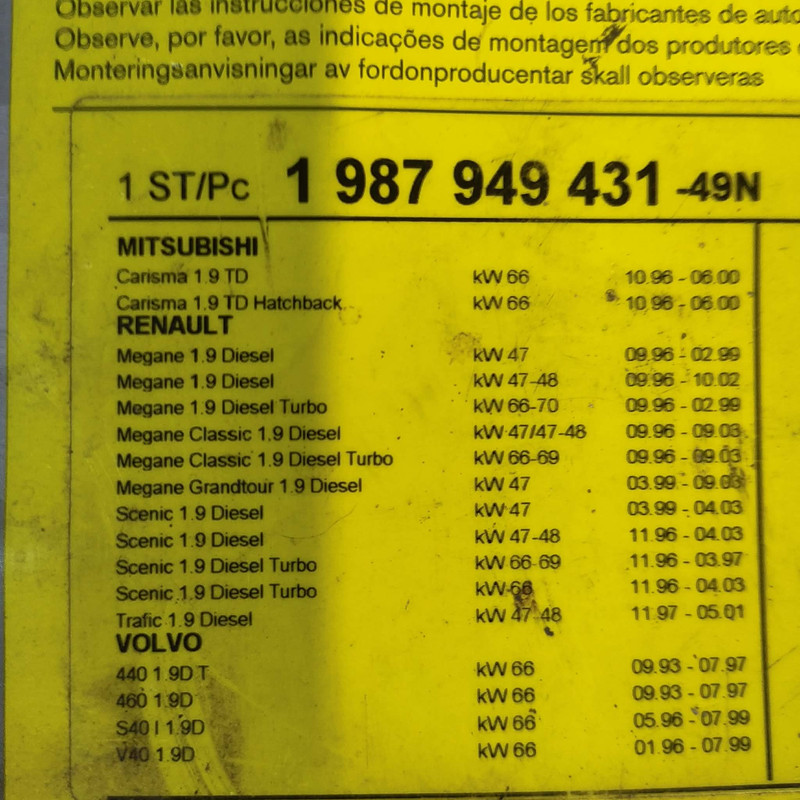 Observar las instrucciones de montaje de los fabricantes de
Observe, por favor, as indicações de montagem dos produtores
Monteringsanvisningar av fordonproducentar skall observeras
1 ST/Pc 1 987 949 431 -49N
MITSUBISHI
Carisma 1.9 TD kW 66 10.96 - 06.00
Carisma 1.9 TD Hatchback kW 66 10.96 - 06.00
RENAULT
Megane 1.9 Diesel kW 47 09.96 - 02.99
Megane 1.9 Diesel kW 47-48 09.96 - 10.02
Megane 1.9 Diesel Turbo kW 66-70 09.96 - 02.99
Megane Classic 1.9 Diesel kW 47/47-48 09.96 - 09.03
Megane Classic 1.9 Diesel Turbo kW 66-69 09.96 - 09.03
Megane Grandtour 1.9 Diesel kW 47 03.99 - 09.03
Scenic 1.9 Diesel kW 47 03.99 - 04.03
Scenic 1.9 Diesel kW 47-48 11.96 - 04.03
Scenic 1.9 Diesel Turbo kW 66-69 11.96 - 03.97
Scenic 1.9 Diesel Turbo kW 66 11.96 - 04.03
Trafic 1.9 Diesel kW 47-48 11.97 - 05.01
VOLVO
440 1.9D T kW 66 09.93 - 07.97
460 1.9D kW 66 09.93 - 07.97
S40 I 1.9D kW 66 05.96 - 07.99
V40 1.9D kW 66 01.96 - 07.99